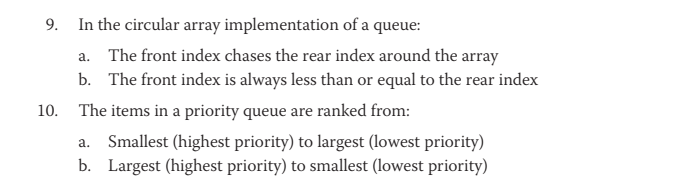 9. In the circular array implementation of a queue:
a. The front index chases the rear index around the array
b. The front index is always less than or equal to the rear index
10. The items in a priority queue are ranked from:
a. Smallest (highest priority) to largest (lowest priority)
b. Largest (highest priority) to smallest (lowest priority)